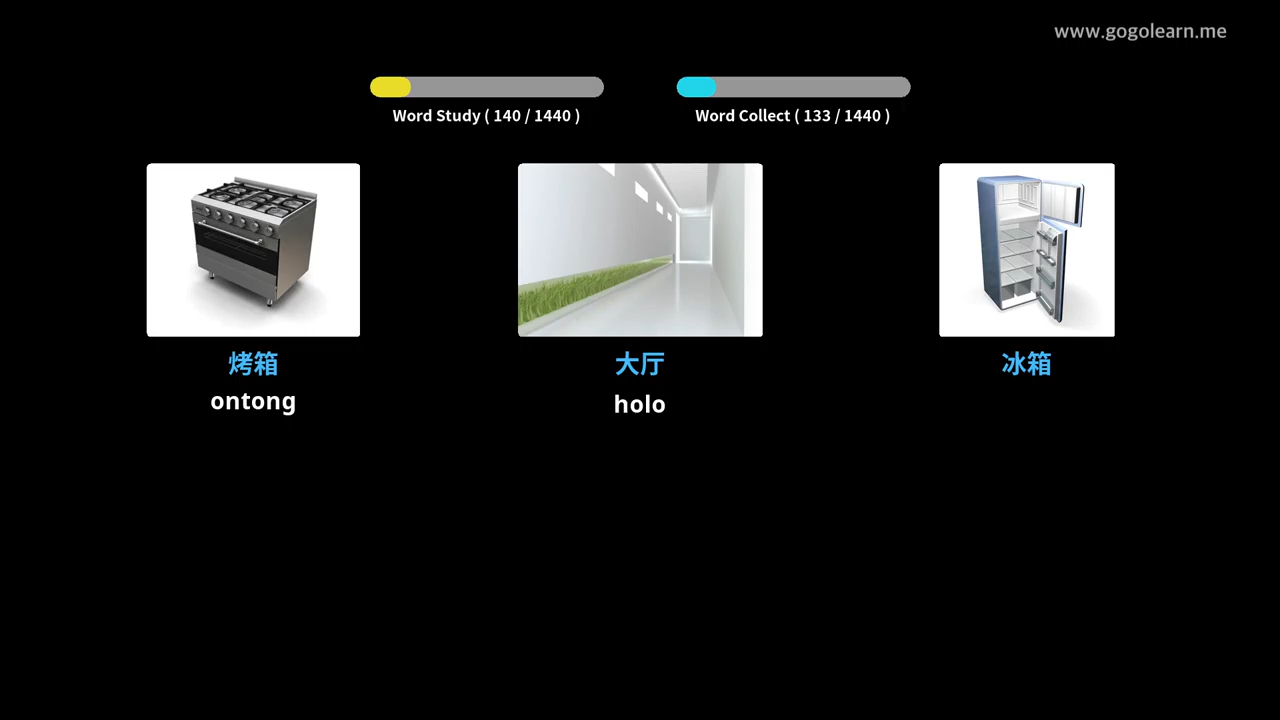 www.gogolearn.me
Word Study ( 140 / 1440 )
Word Collect ( 133 / 1440 )
烤箱
大厅
冰箱
ontong
holo